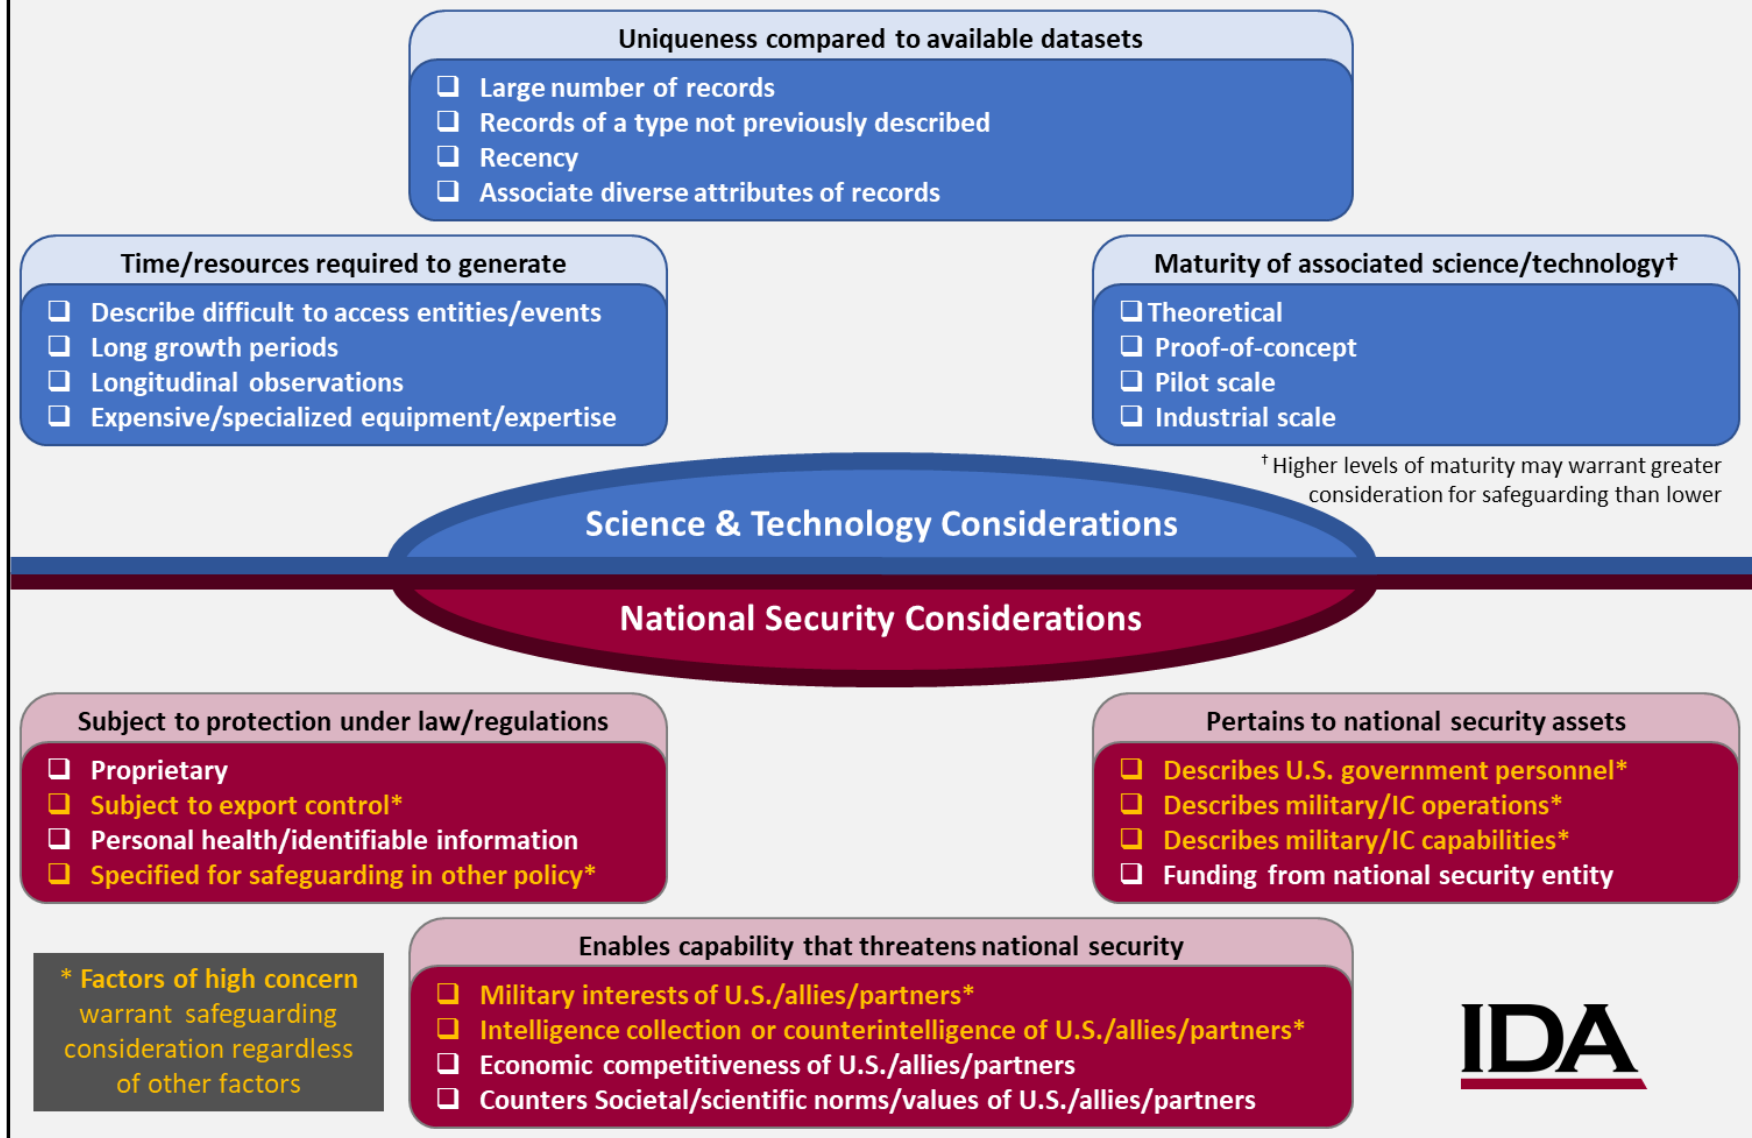 Uniqueness compared to available datasets
❑ Large number of records
❑ Records of a type not previously described
❑ Recency
❑ Associate diverse attributes of records
Time/resources required to generate
❑ Describe difficult to access entities/events
❑ Long growth periods
❑ Longitudinal observations
❑ Expensive/specialized equipment/expertise
Maturity of associated science/technology†
❑ Theoretical
❑ Proof-of-concept
❑ Pilot scale
❑ Industrial scale
† Higher levels of maturity may warrant greater
consideration for safeguarding than lower
Science & Technology Considerations
National Security Considerations
Subject to protection under law/regulations
❑ Proprietary
❑ Subject to export control*
❑ Personal health/identifiable information
❑ Specified for safeguarding in other policy*
Pertains to national security assets
❑ Describes U.S. government personnel*
❑ Describes military/IC operations*
❑ Describes military/IC capabilities*
❑ Funding from national security entity
Enables capability that threatens national security
❑ Military interests of U.S./allies/partners*
❑ Intelligence collection or counterintelligence of U.S./allies/partners*
❑ Economic competitiveness of U.S./allies/partners
❑ Counters Societal/scientific norms/values of U.S./allies/partners
* Factors of high concern
warrant safeguarding
consideration regardless
of other factors
IDA